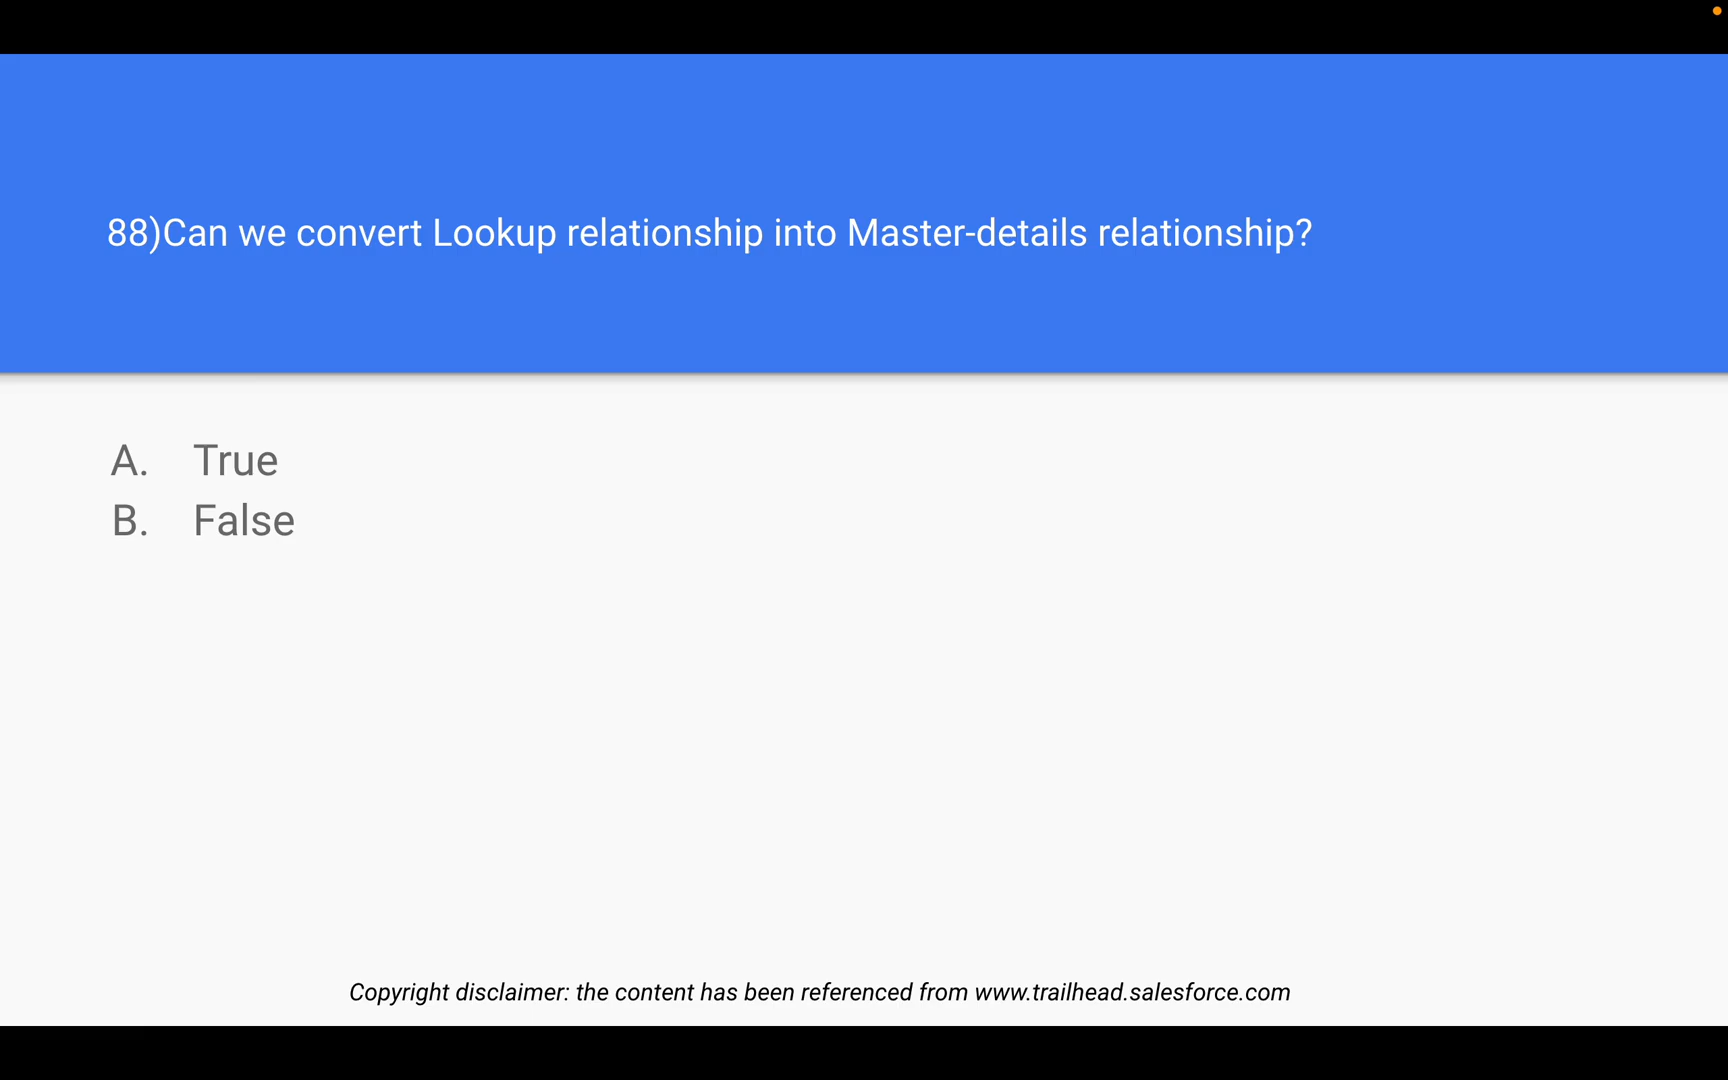 88)Can we convert Lookup relationship into Master-details relationship?
A. True
B. False
Copyright disclaimer: the content has been referenced from www.trailhead.salesforce.com